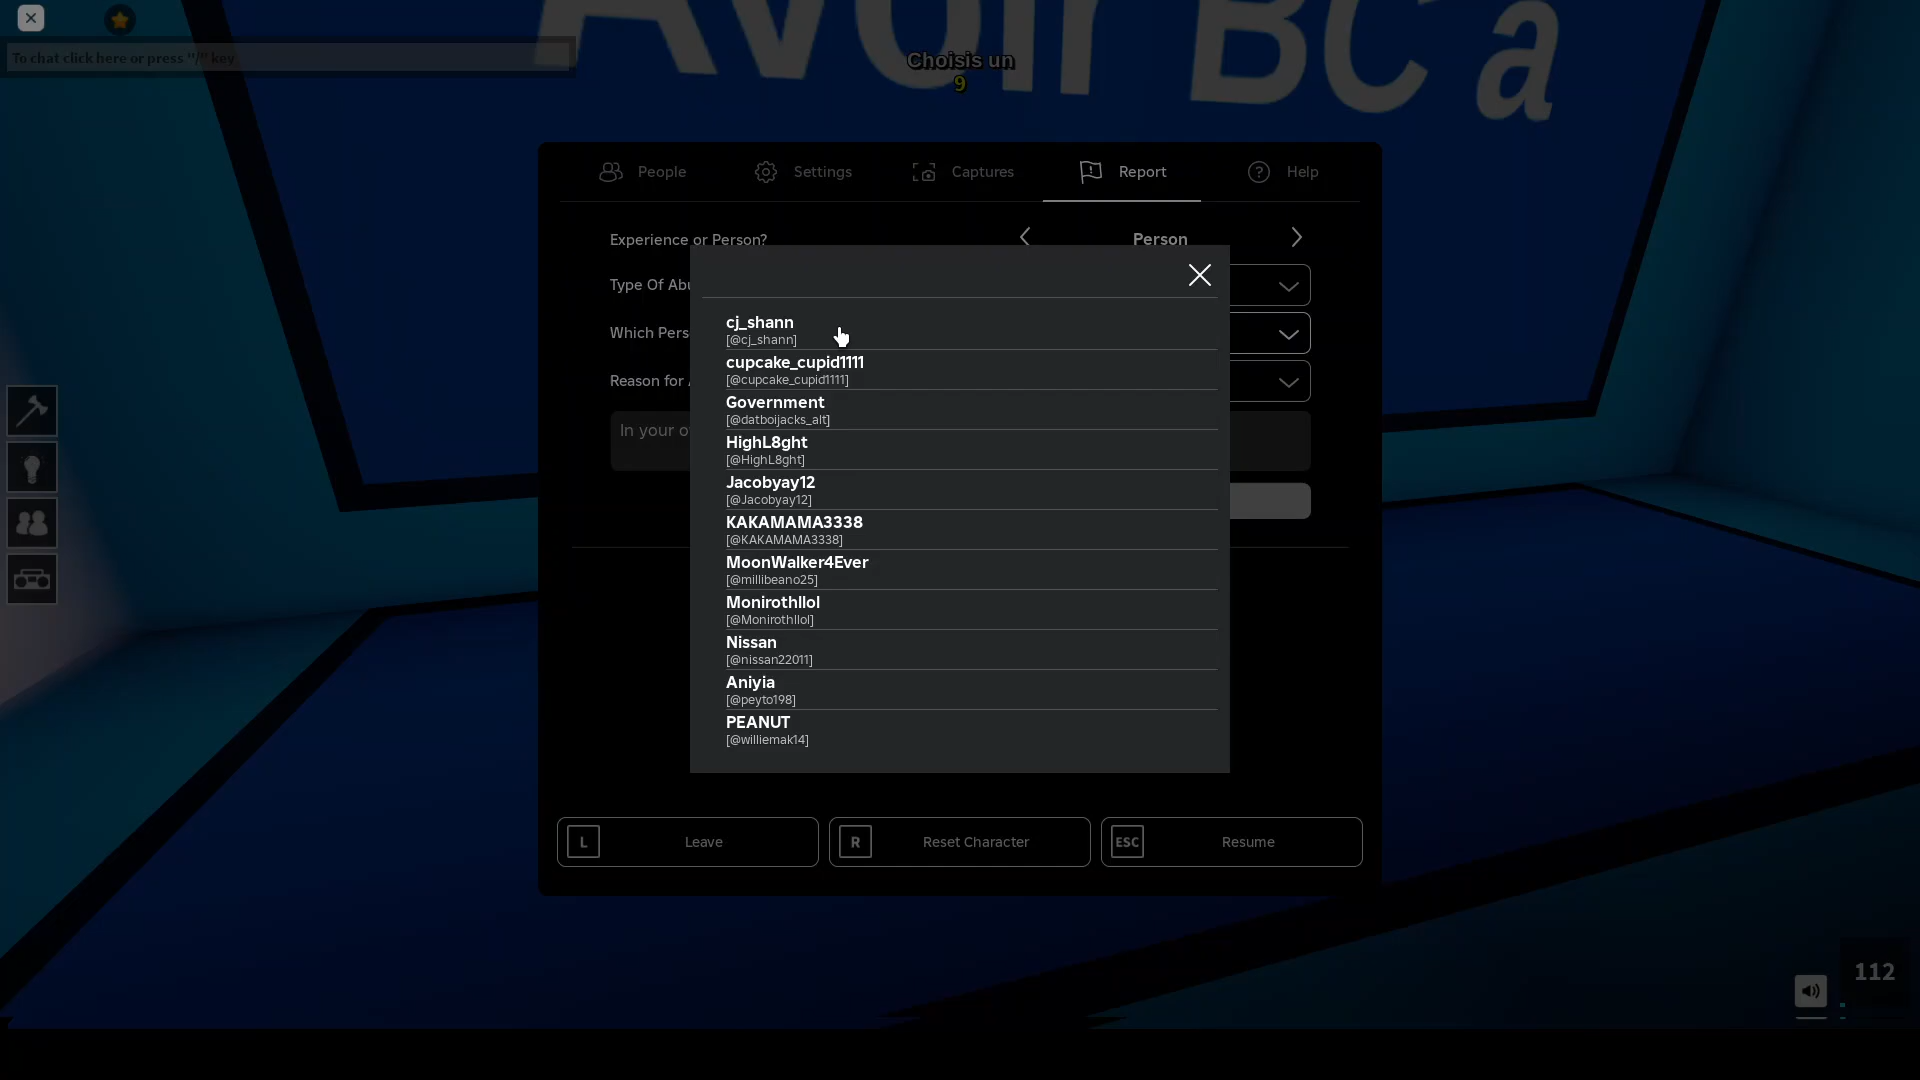 Avoir BC a
To chat click here or press "/" key
Choisis un
9
People
Settings
Captures
Report
Help
Experience or Person?
Person
Type Of Abu
Which Pers
Reason for A
In your o
cj_shann
[@cj_shann]
cupcake_cupid1111
[@cupcake_cupid1111]
Government
[@datboijacks_alt]
HighL8ght
[@HighL8ght]
Jacobyay12
[@Jacobyay12]
KAKAMAMA3338
[@KAKAMAMA3338]
MoonWalker4Ever
[@millibeano25]
Monirothllol
[@Monirothllol]
Nissan
[@nissan22011]
Aniyia
[@peyto198]
PEANUT
[@williemak14]
L
Leave
R
Reset Character
ESC
Resume
112